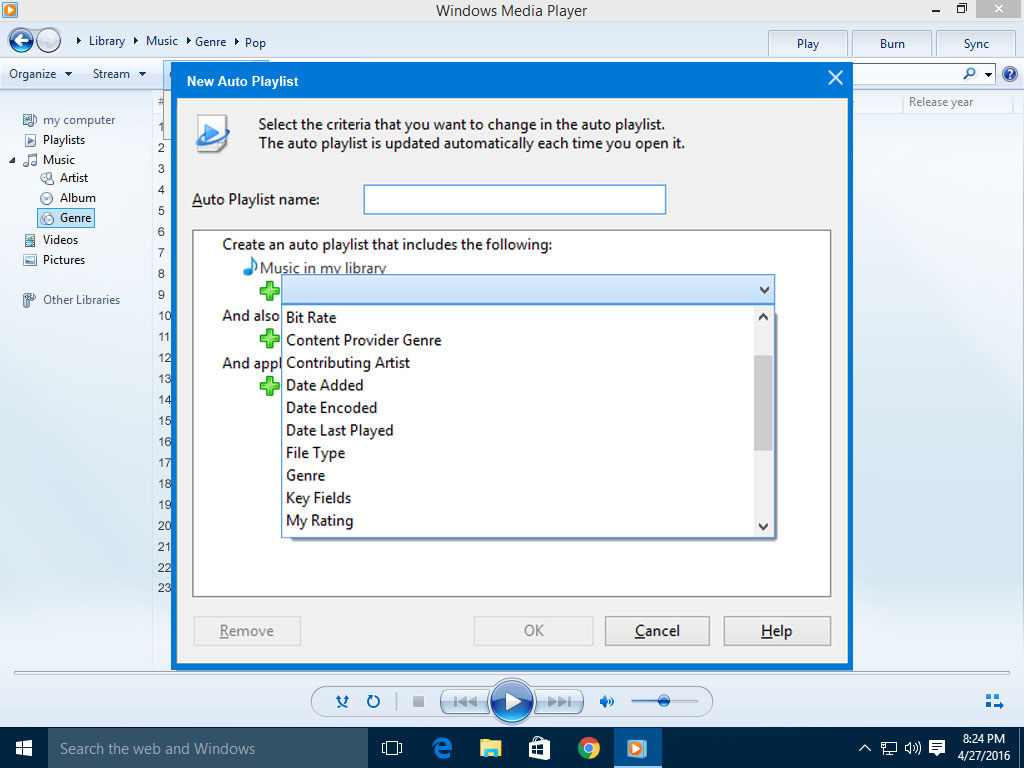 Windows Media Player
Library Music Genre Pop
Play Burn Sync
Organize Stream
New Auto Playlist
Release year
Select the criteria that you want to change in the auto playlist.
The auto playlist is updated automatically each time you open it.
my computer
Playlists
Music
Artist
Album
Genre
Videos
Pictures
Other Libraries
#
1
2
3
4
5
6
7
8
9
10
11
12
13
14
15
16
17
18
19
20
21
22
23
Auto Playlist name:
Create an auto playlist that includes the following:
Music in my library
And also
And appl
Bit Rate
Content Provider Genre
Contributing Artist
Date Added
Date Encoded
Date Last Played
File Type
Genre
Key Fields
My Rating
Remove OK Cancel Help
Search the web and Windows
8:24 PM
4/27/2016